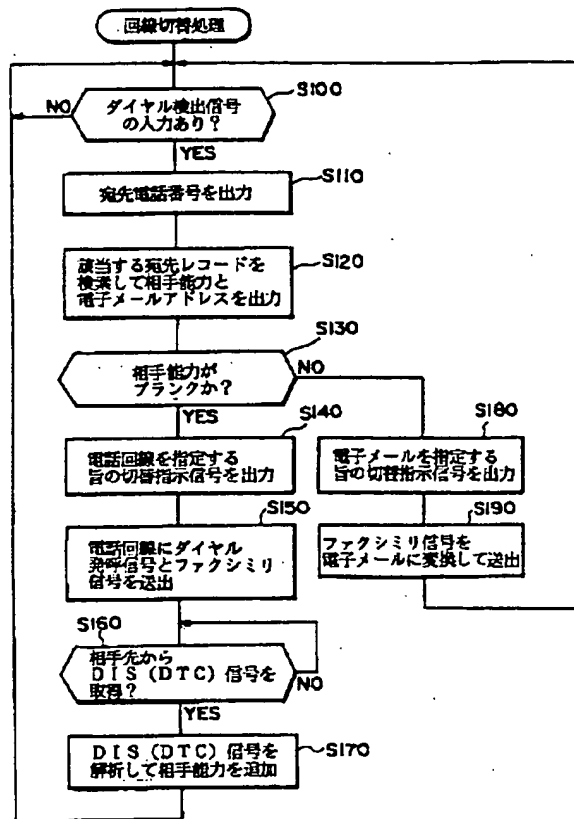 回線切替処理
S100
NO
ダイヤル検出信号
の入力あり？
YES
S110
宛先電話番号を出力
S120
該当する宛先レコードを
検索して相手能力と
電子メールアドレスを出力
S130
相手能力が
ブランクか？
NO
YES
S140
電話回線を指定する
旨の切替指示信号を出力
S180
電子メールを指定する
旨の切替指示信号を出力
S150
電話回線にダイヤル
発呼信号とファクシミリ
信号を送出
S190
ファクシミリ信号を
電子メールに変換して送出
S160
相手先から
ＤＩＳ（ＤＴＣ）信号を
取得？
NO
YES
S170
ＤＩＳ（ＤＴＣ）信号を
解析して相手能力を追加